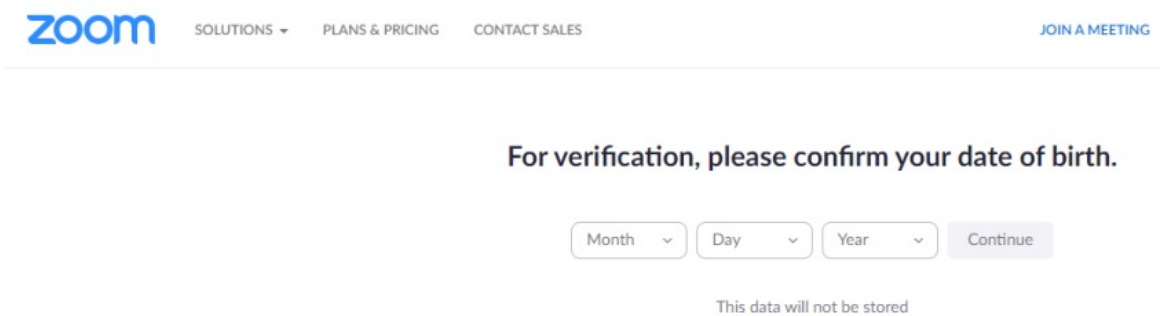 zoom SOLUTIONS PLANS & PRICING CONTACT SALES JOIN A MEETING
For verification, please confirm your date of birth.
Month Day Year Continue
This data will not be stored